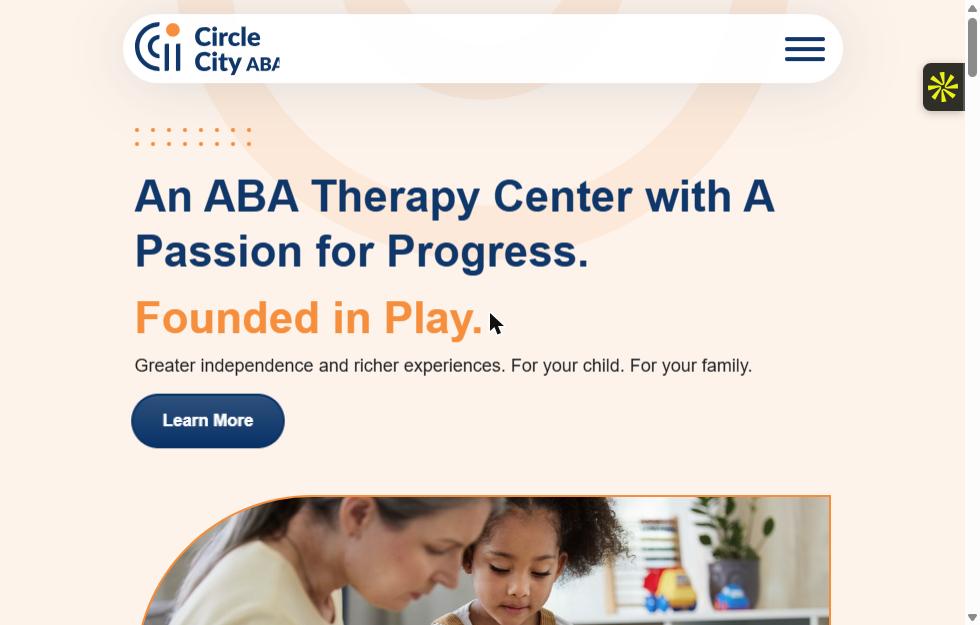 Circle
City ABA
An ABA Therapy Center with A
Passion for Progress.
Founded in Play.
Greater independence and richer experiences. For your child. For your family.
Learn More